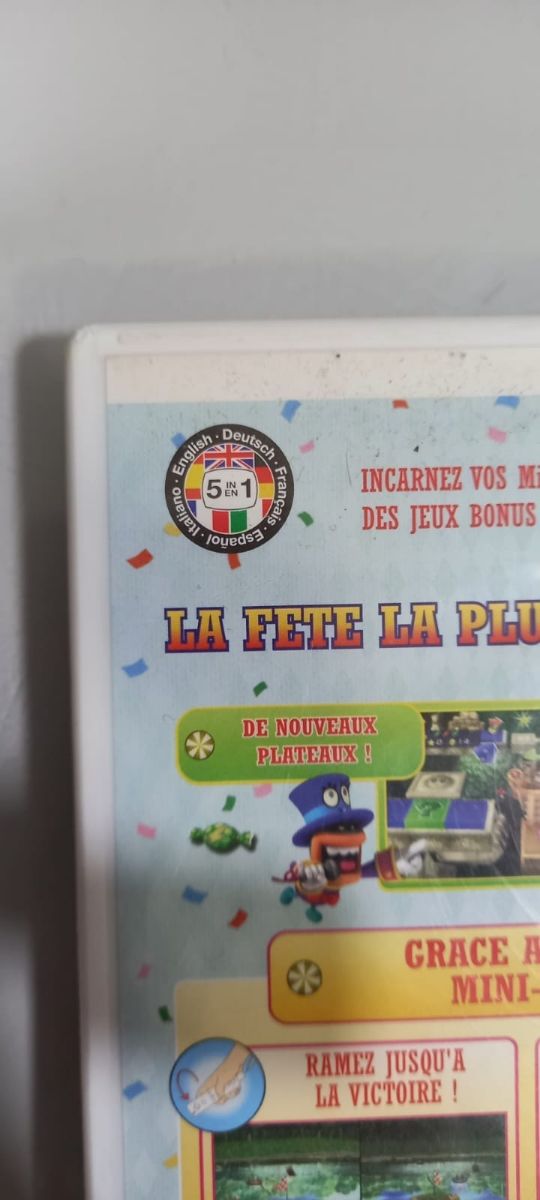 English · Deutsch · Français · Español · Italiano ·
5 IN EN 1
INCARNEZ VOS Mi
DES JEUX BONUS
LA FETE LA PLU
DE NOUVEAUX
PLATEAUX !
GRACE A
MINI-
RAMEZ JUSQU'A
LA VICTOIRE !